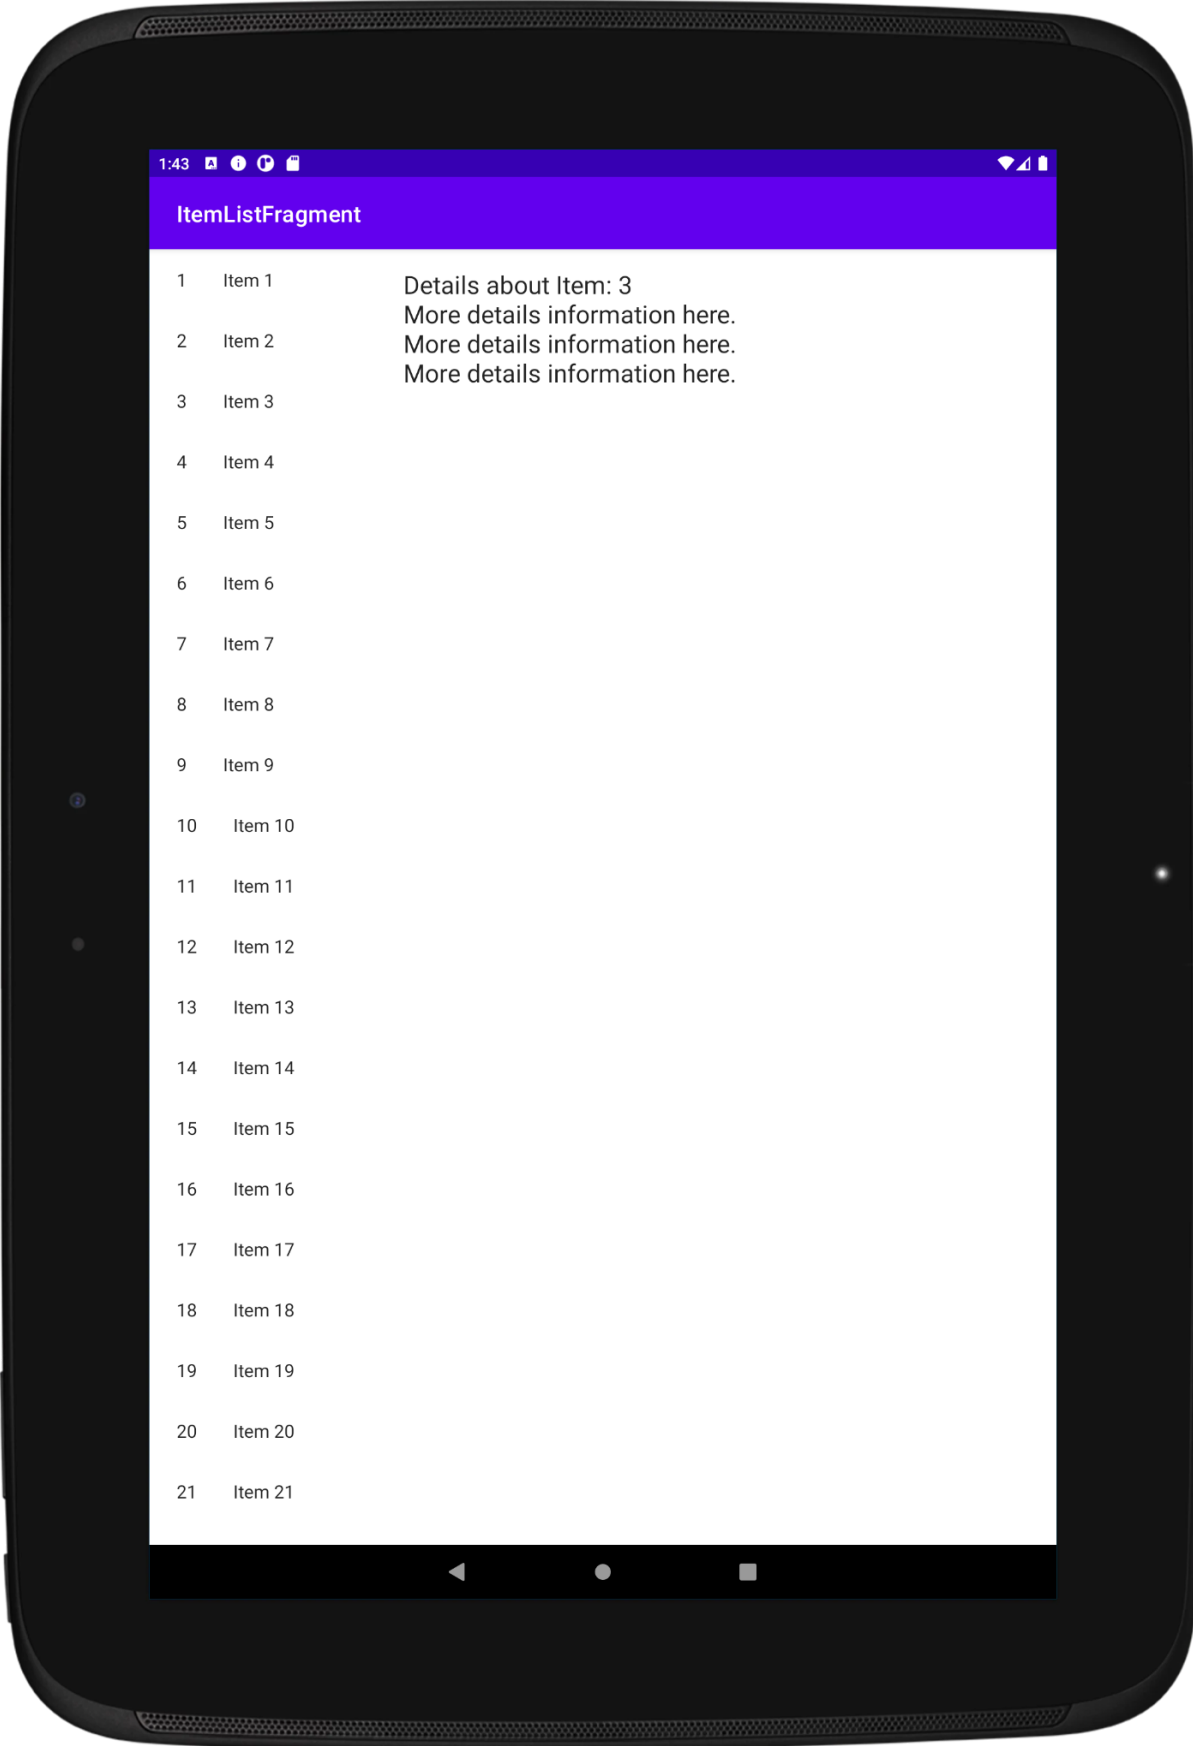 1:43
ItemListFragment
1 Item 1
2 Item 2
3 Item 3
4 Item 4
5 Item 5
6 Item 6
7 Item 7
8 Item 8
9 Item 9
10 Item 10
11 Item 11
12 Item 12
13 Item 13
14 Item 14
15 Item 15
16 Item 16
17 Item 17
18 Item 18
19 Item 19
20 Item 20
21 Item 21
Details about Item: 3
More details information here.
More details information here.
More details information here.